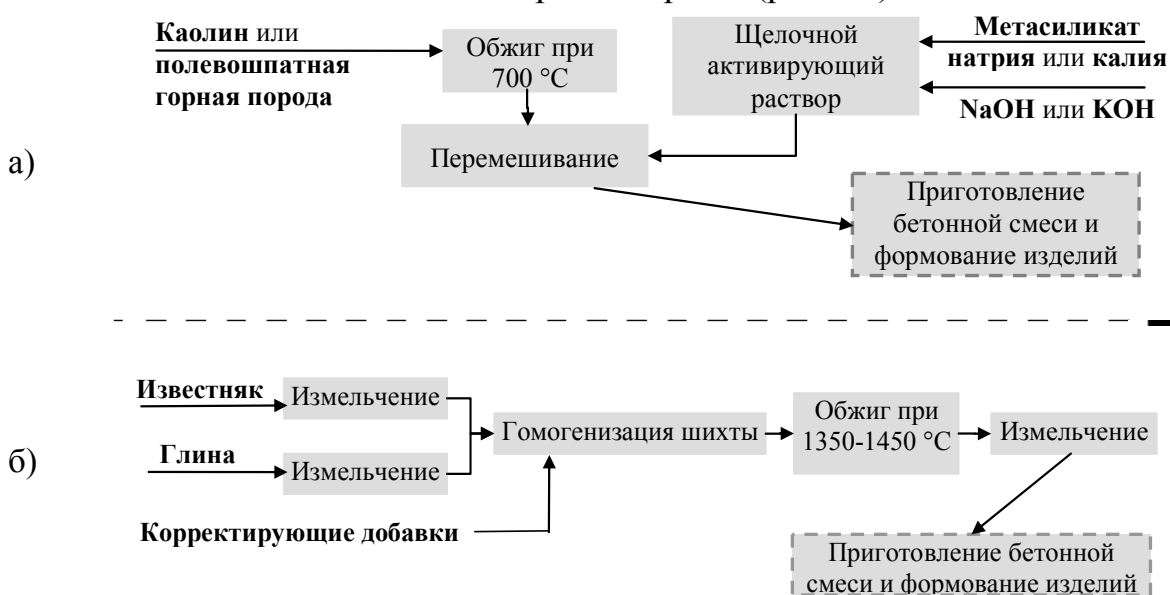 Каолин или
полевошпатная
горная порода
Обжиг при
700 °C
Щелочной
активирующий
раствор
Метасиликат
натрия или калия
NaOH или KOH
а)
Перемешивание
Приготовление
бетонной смеси и
формование изделий
Известняк
Измельчение
Гомогенизация шихты
Обжиг при
1350-1450 °C
Измельчение
б)
Глина
Измельчение
Корректирующие добавки
Приготовление бетонной
смеси и формование изделий